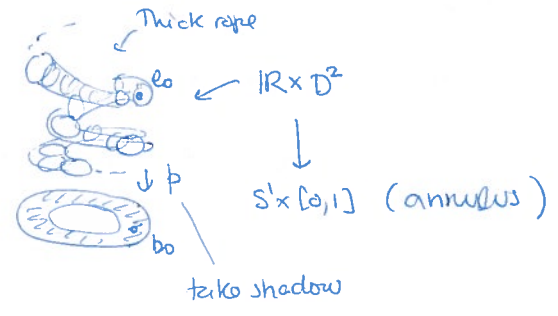 Thick rope
e₀
ℝ × D²
p
S¹ × [0,1] (annulus)
b₀
take shadow